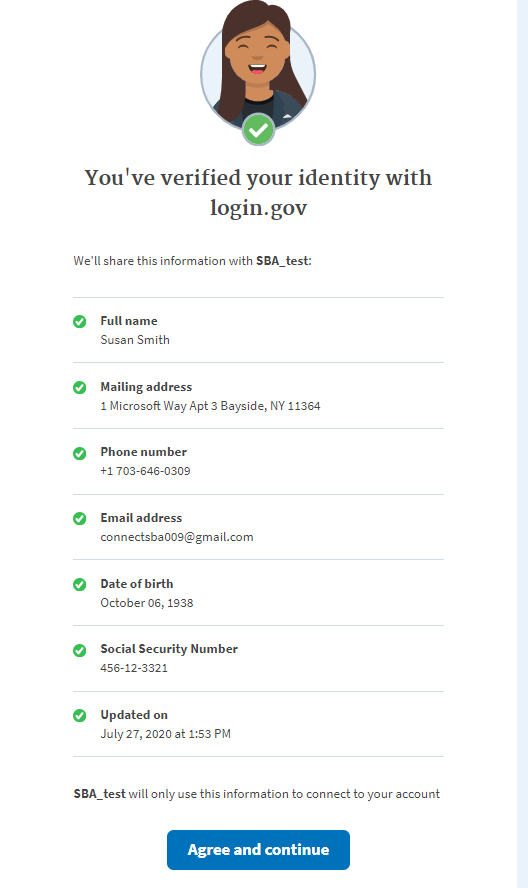 You've verified your identity with
login.gov
We'll share this information with SBA_test:
Full name
Susan Smith
Mailing address
1 Microsoft Way Apt 3 Bayside, NY 11364
Phone number
+1 703-646-0309
Email address
connectsba009@gmail.com
Date of birth
October 06, 1938
Social Security Number
456-12-3321
Updated on
July 27, 2020 at 1:53 PM
SBA_test will only use this information to connect to your account
Agree and continue